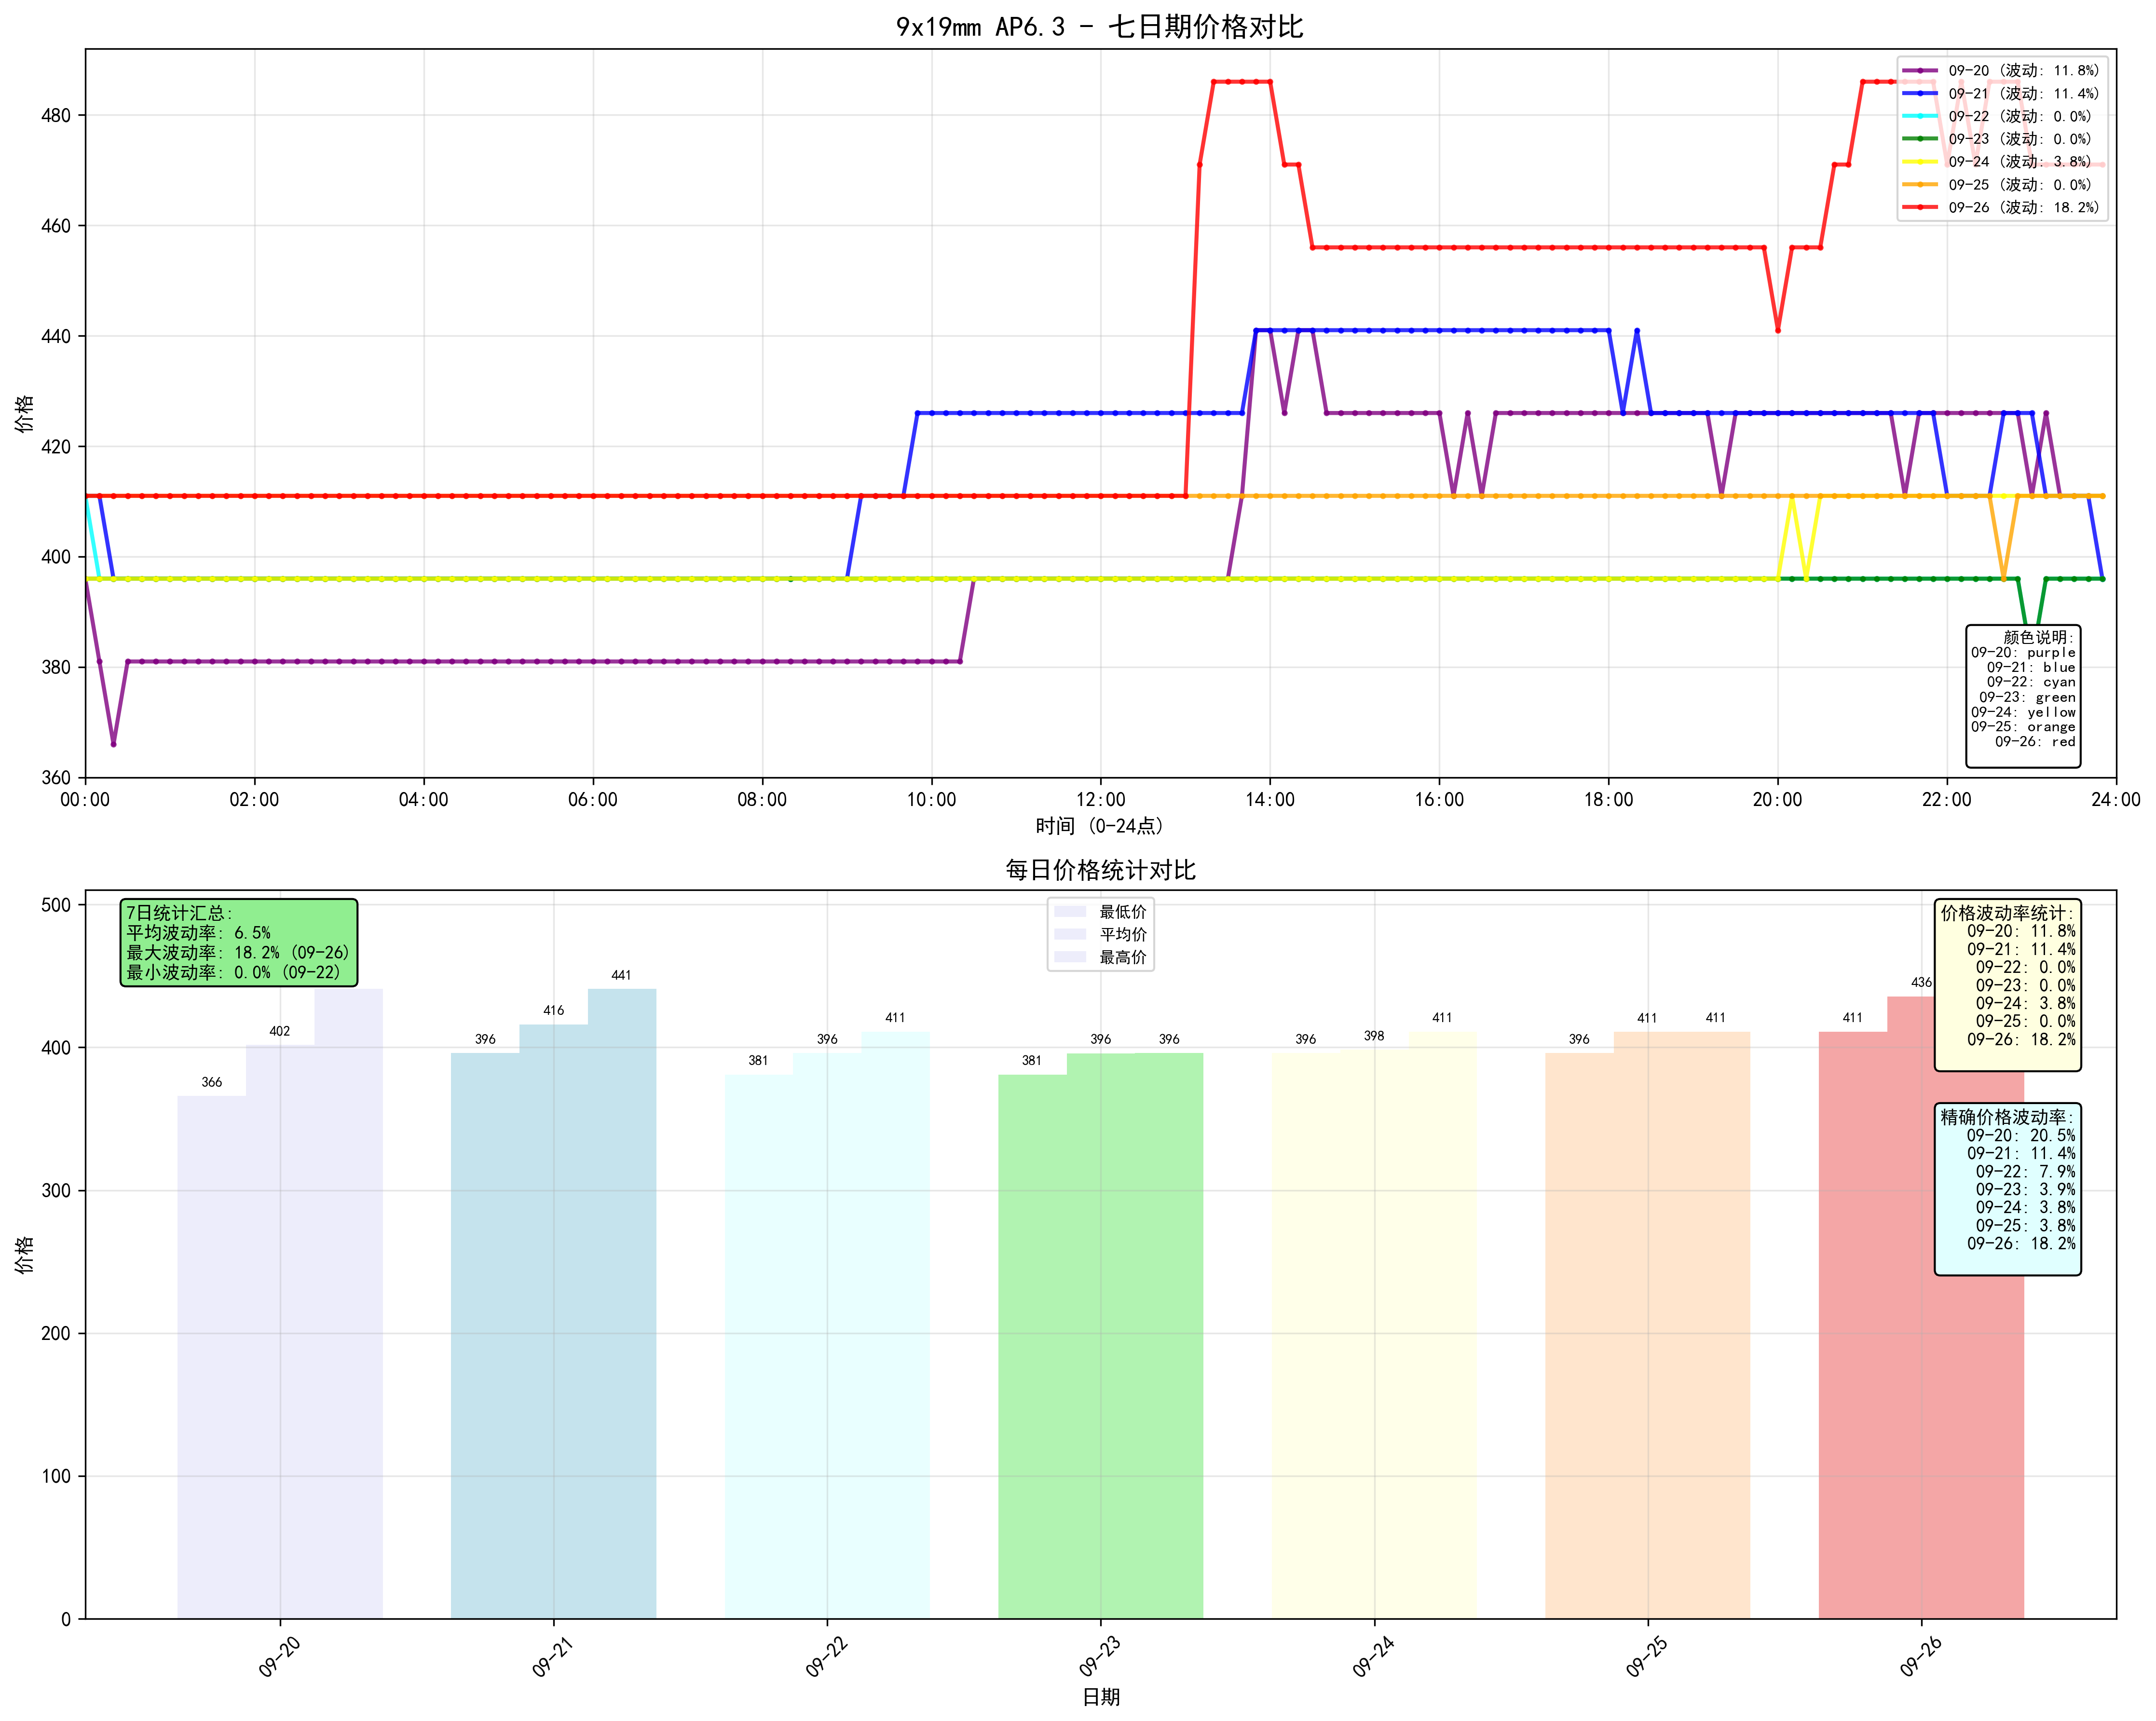 9x19mm AP6.3 - 七日期价格对比
价格
480
460
440
420
400
380
360
09-20 (波动: 11.8%)
09-21 (波动: 11.4%)
09-22 (波动: 0.0%)
09-23 (波动: 0.0%)
09-24 (波动: 3.8%)
09-25 (波动: 0.0%)
09-26 (波动: 18.2%)
颜色说明:
09-20: purple
09-21: blue
09-22: cyan
09-23: green
09-24: yellow
09-25: orange
09-26: red
00:00 02:00 04:00 06:00 08:00 10:00 12:00 14:00 16:00 18:00 20:00 22:00 24:00
时间 (0-24点)
每日价格统计对比
价格
500
400
300
200
100
0
7日统计汇总:
平均波动率: 6.5%
最大波动率: 18.2% (09-26)
最小波动率: 0.0% (09-22)
最低价
平均价
最高价
价格波动率统计:
09-20: 11.8%
09-21: 11.4%
09-22: 0.0%
09-23: 0.0%
09-24: 3.8%
09-25: 0.0%
09-26: 18.2%
精确价格波动率:
09-20: 20.5%
09-21: 11.4%
09-22: 7.9%
09-23: 3.9%
09-24: 3.8%
09-25: 3.8%
09-26: 18.2%
366 402
396 416 441
381 396 411
381 396 396
396 398 411
396 411 411
411 436
09-20 09-21 09-22 09-23 09-24 09-25 09-26
日期